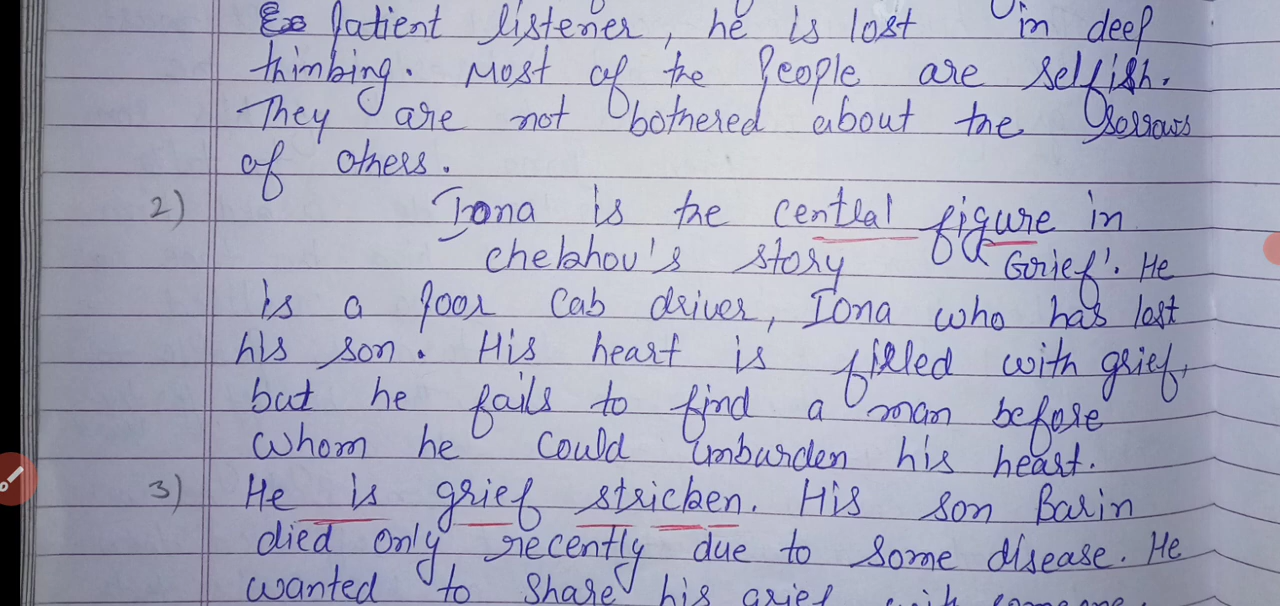 Patient listener, he is lost in deep
thinking. Most of the People are selfish.
They are not bothered about the Sorrows
of others.
2) Iona is the central figure in
chekhov's story Grief'. He
is a poor Cab driver, Iona who has lost
his son. His heart is filled with grief,
but he fails to find a man before
whom he could unburden his heart.
3) He is grief stricken. His son Barin
died only recently due to some disease. He
wanted to share his grief with someone.